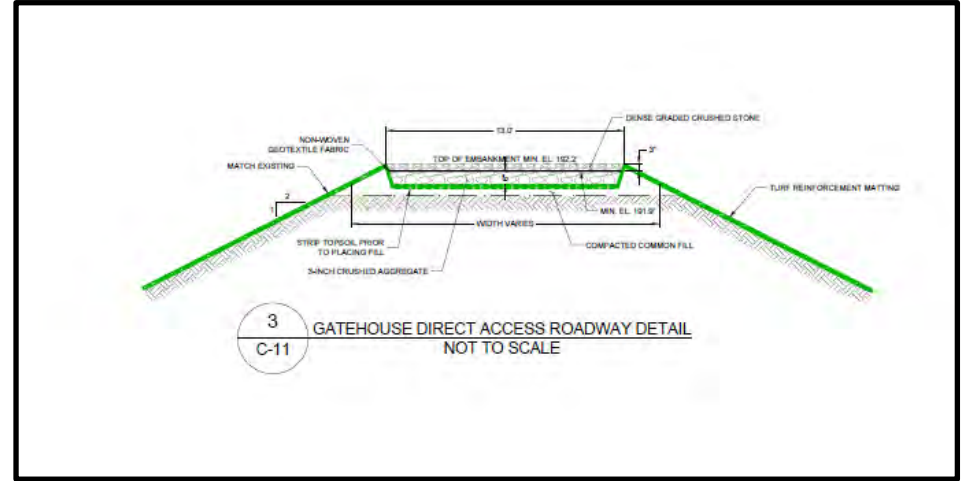 DENSE GRADED CRUSHED STONE
13.0'
NON-WOVEN
GEOTEXTILE FABRIC
3"
TOP OF EMBANKMENT MIN. EL. 192.2'
MATCH EXISTING
TURF REINFORCEMENT MATTING
2
1
MIN. EL. 191.9'
WIDTH VARIES
STRIP TOPSOIL PRIOR
TO PLACING FILL
COMPACTED COMMON FILL
3-INCH CRUSHED AGGREGATE
3
C-11
GATEHOUSE DIRECT ACCESS ROADWAY DETAIL
NOT TO SCALE